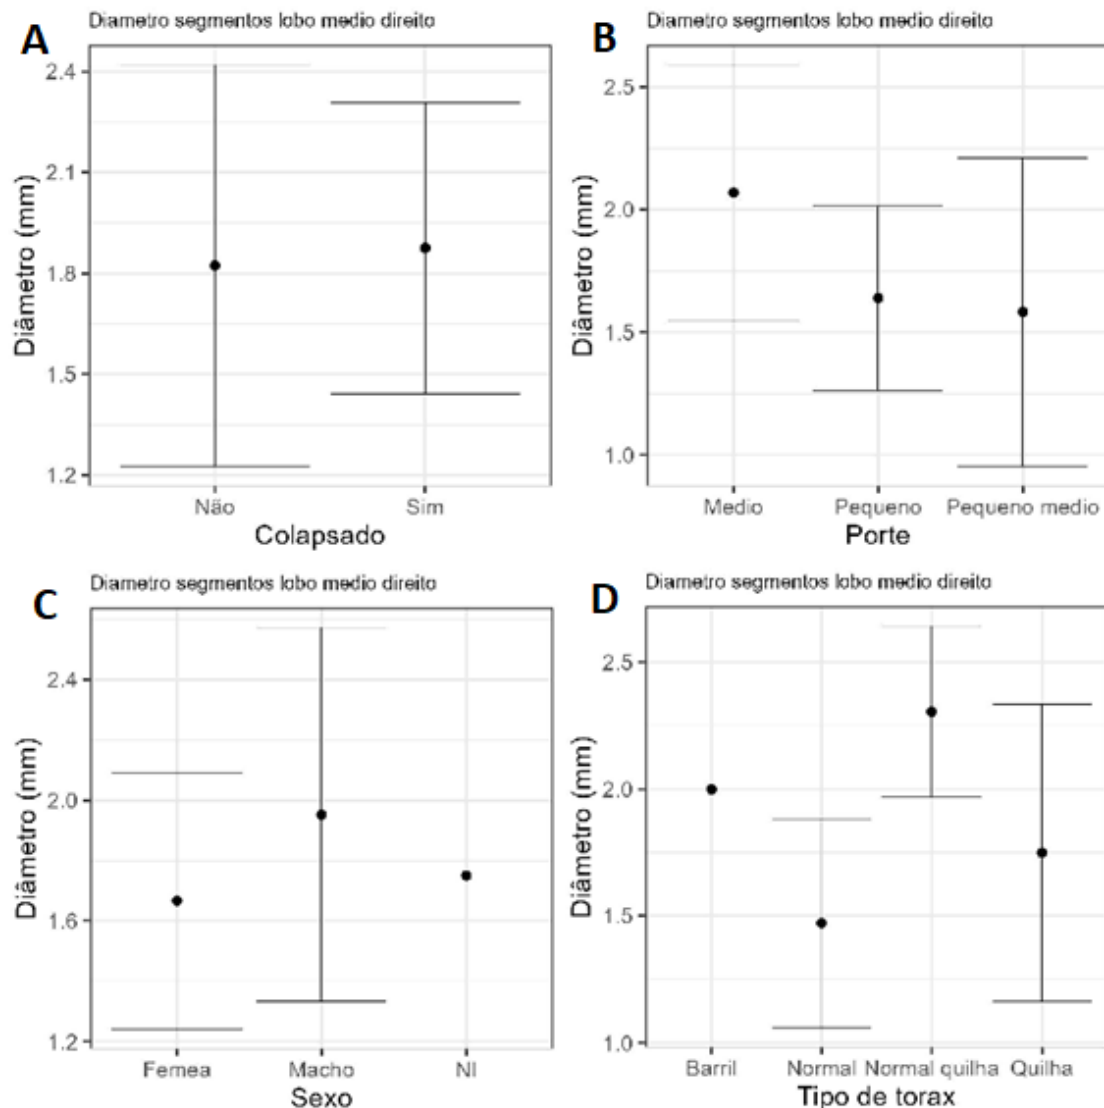 A
Diametro segmentos lobo medio direito
Diâmetro (mm)
2.4
2.1
1.8
1.5
1.2
Não Sim
Colapsado
B
Diametro segmentos lobo medio direito
Diâmetro (mm)
2.5
2.0
1.5
1.0
Medio Pequeno Pequeno medio
Porte
C
Diametro segmentos lobo medio direito
Diâmetro (mm)
2.4
2.0
1.6
1.2
Femea Macho NI
Sexo
D
Diametro segmentos lobo medio direito
Diâmetro (mm)
2.5
2.0
1.5
1.0
Barril Normal Normal quilha Quilha
Tipo de torax